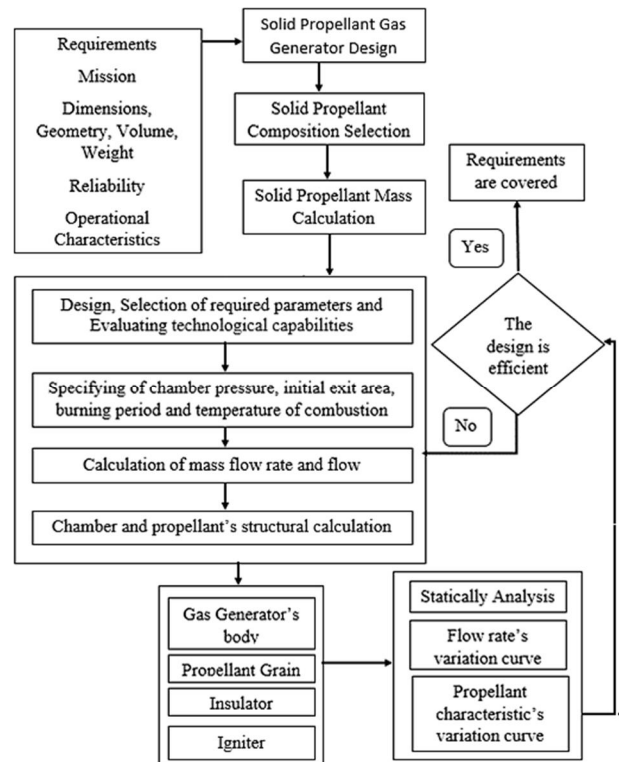 Requirements
Mission
Dimensions,
Geometry, Volume,
Weight
Reliability
Operational
Characteristics
Solid Propellant Gas
Generator Design
Solid Propellant
Composition Selection
Solid Propellant Mass
Calculation
Design, Selection of required parameters and
Evaluating technological capabilities
Specifying of chamber pressure, initial exit area,
burning period and temperature of combustion
Calculation of mass flow rate and flow
Chamber and propellant's structural calculation
Gas Generator's
body
Propellant Grain
Insulator
Igniter
Statically Analysis
Flow rate's
variation curve
Propellant
characteristic's
variation curve
The
design is
efficient
No
Yes
Requirements
are covered